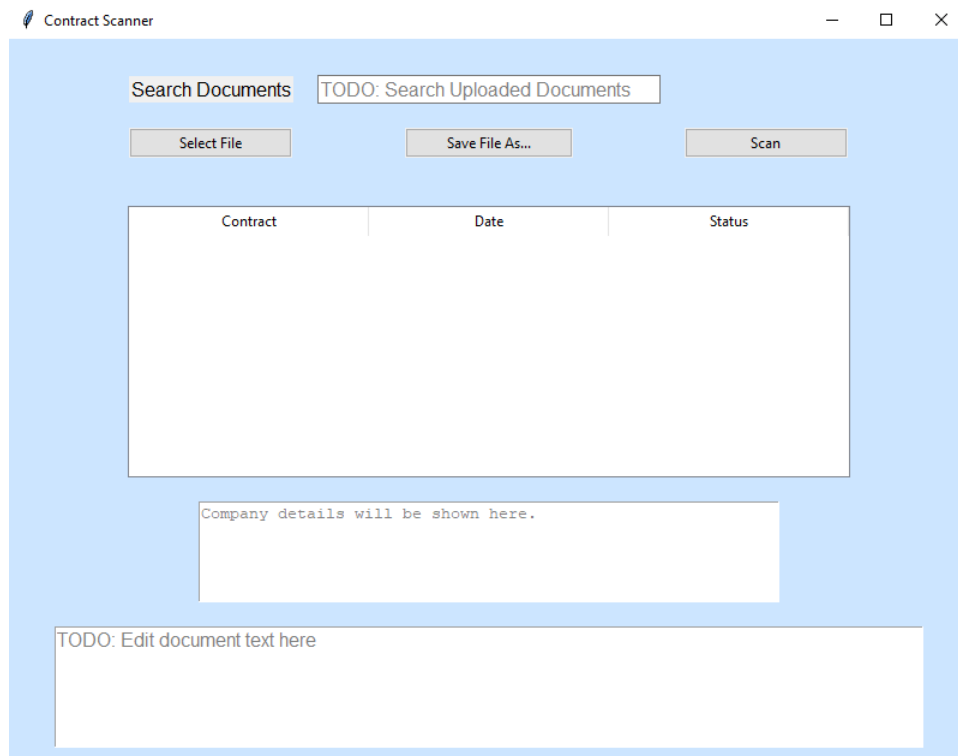 Contract Scanner
Search Documents TODO: Search Uploaded Documents
Select File Save File As... Scan
Contract Date Status
Company details will be shown here.
TODO: Edit document text here